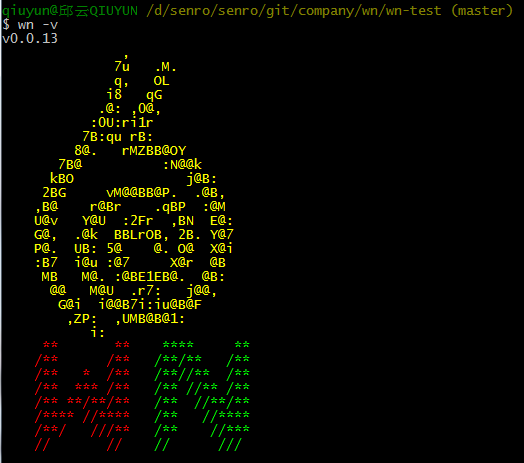 qiuyun@邱云QIUYUN /d/senro/senro/git/company/wn/wn-test (master)
$ wn -v
v0.0.13
               ,
              7u   .M.
              q,   OL
             i8   qG
            .@: ,O@,
           :OU:ri1r
          7B:qu rB:
         8@.   rMZBB@OY
       7B@          :N@@k
      kBO              j@B:
     2BG     vM@@BB@P.  .@B,
    ,B@    r@Br    .qBP  :@M
    U@v   Y@U  :2Fr  ,BN  E@:
    G@,  .@k  BBLrOB, 2B. Y@7
    P@.  UB: 5@    @. O@  X@i
    :B7  i@u :@7     X@r  @B
     MB   M@. :@BE1EB@.  @B:
      @@   M@U  .r7:   j@@,
       G@i  i@@B7i:iu@B@F
        ,ZP:  ,UMB@B@1:
           i:
     **       **    ****     **
    /**      /**   /**/**   /**
    /**   *  /**   /**//**  /**
    /**  *** /**   /** //** /**
    /** **/**/**   /**  //**/**
    /**** //****   /**   //****
    /**/   ///**   /**    //***
    //       //    //      ///